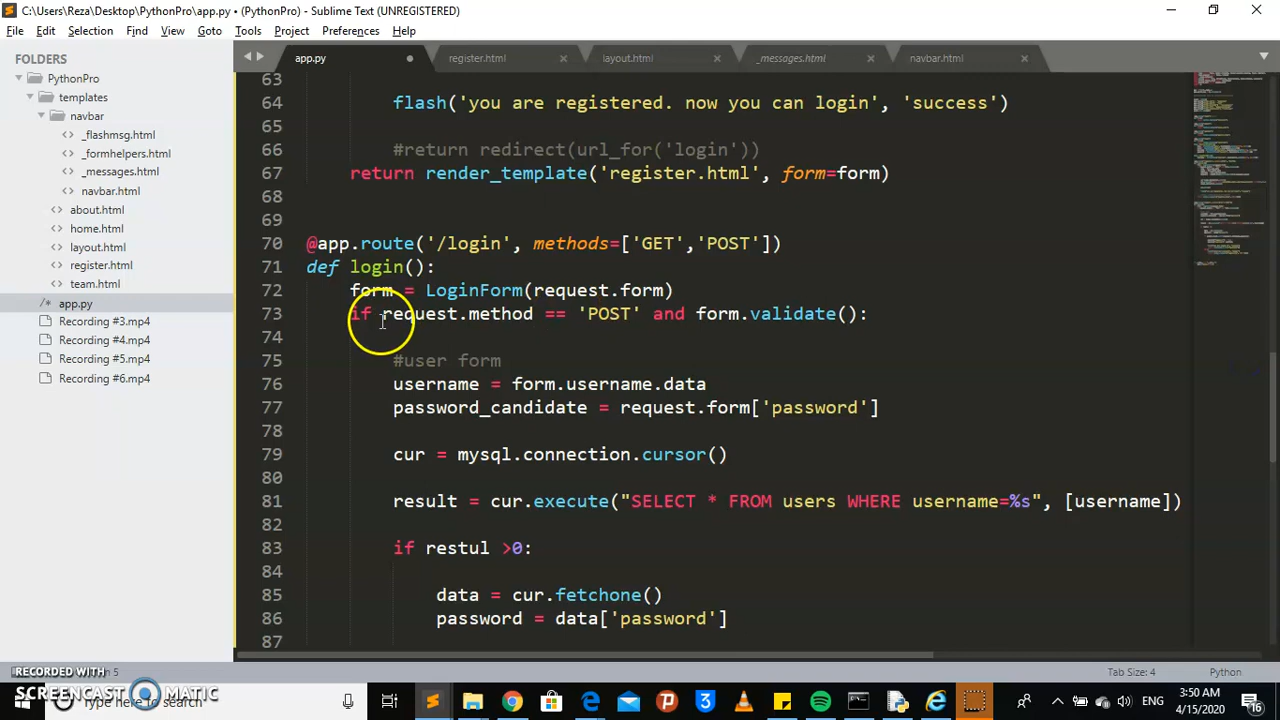 C:\Users\Reza\Desktop\PythonPro\app.py • (PythonPro) - Sublime Text (UNREGISTERED)
File Edit Selection Find View Goto Tools Project Preferences Help
FOLDERS
PythonPro
templates
navbar
_flashmsg.html
_formhelpers.html
_messages.html
navbar.html
about.html
home.html
layout.html
register.html
team.html
app.py
Recording #3.mp4
Recording #4.mp4
Recording #5.mp4
Recording #6.mp4
app.py register.html layout.html _messages.html navbar.html
63
64 flash('you are registered. now you can login', 'success')
65
66 #return redirect(url_for('login'))
67 return render_template('register.html', form=form)
68
69
70 @app.route('/login', methods=['GET','POST'])
71 def login():
72 form = LoginForm(request.form)
73 if request.method == 'POST' and form.validate():
74
75 #user form
76 username = form.username.data
77 password_candidate = request.form['password']
78
79 cur = mysql.connection.cursor()
80
81 result = cur.execute("SELECT * FROM users WHERE username=%s", [username])
82
83 if restul >0:
84
85 data = cur.fetchone()
86 password = data['password']
87
Tab Size: 4 Python
RECORDED WITH
SCREENCAST MATIC
Type here to search
ENG
3:50 AM
4/15/2020
16